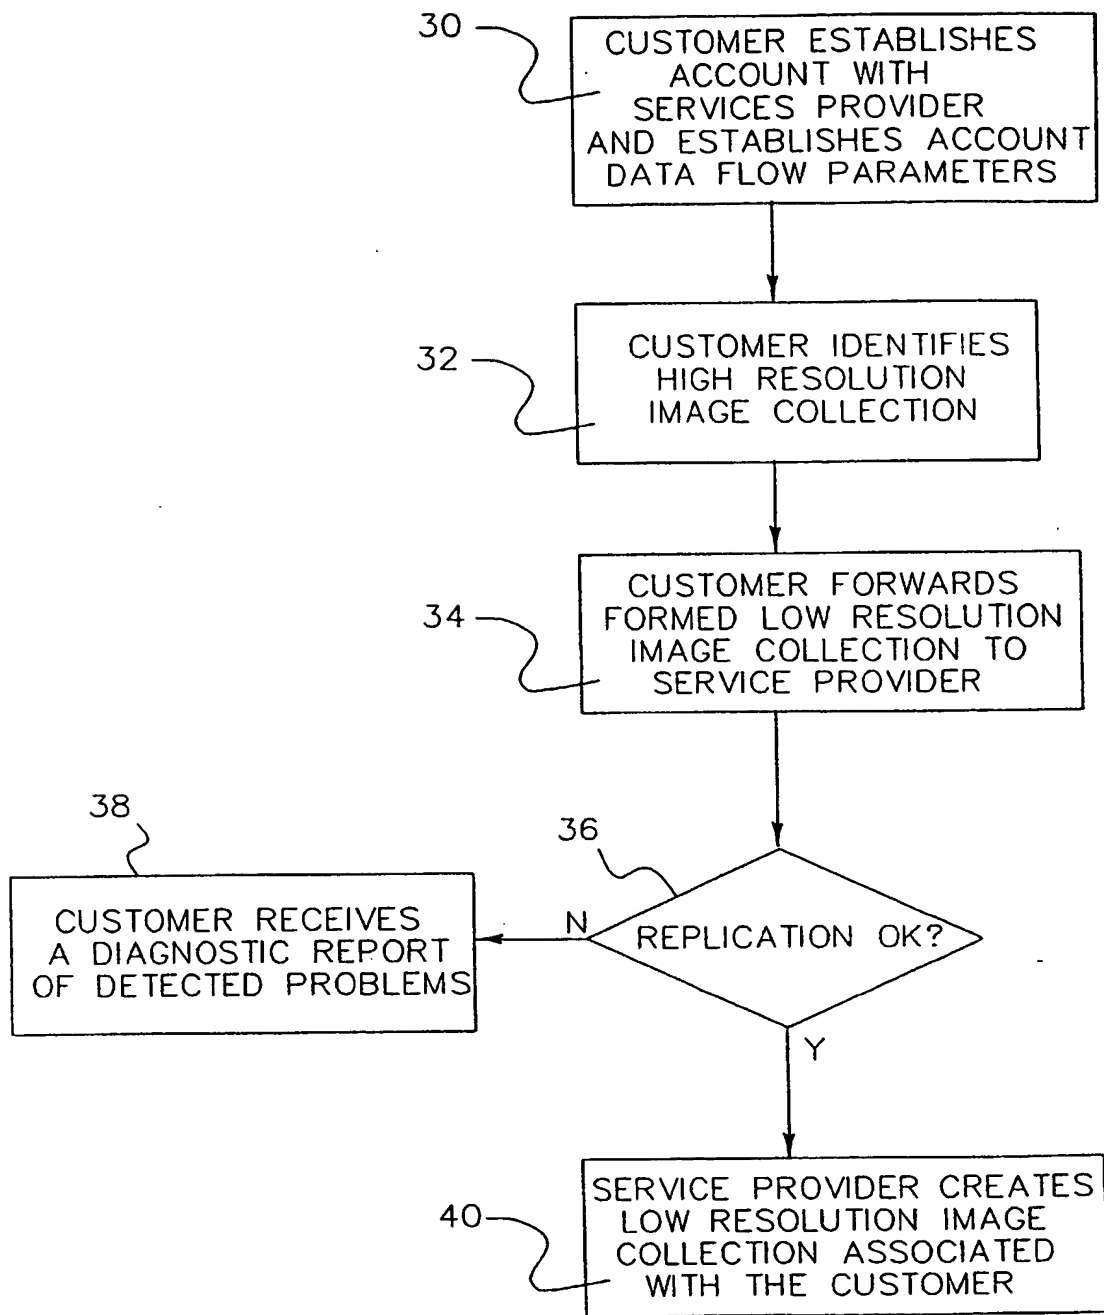 30
CUSTOMER ESTABLISHES
ACCOUNT WITH
SERVICES PROVIDER
AND ESTABLISHES ACCOUNT
DATA FLOW PARAMETERS
32
CUSTOMER IDENTIFIES
HIGH RESOLUTION
IMAGE COLLECTION
34
CUSTOMER FORWARDS
FORMED LOW RESOLUTION
IMAGE COLLECTION TO
SERVICE PROVIDER
36
REPLICATION OK?
N
38
CUSTOMER RECEIVES
A DIAGNOSTIC REPORT
OF DETECTED PROBLEMS
Y
40
SERVICE PROVIDER CREATES
LOW RESOLUTION IMAGE
COLLECTION ASSOCIATED
WITH THE CUSTOMER